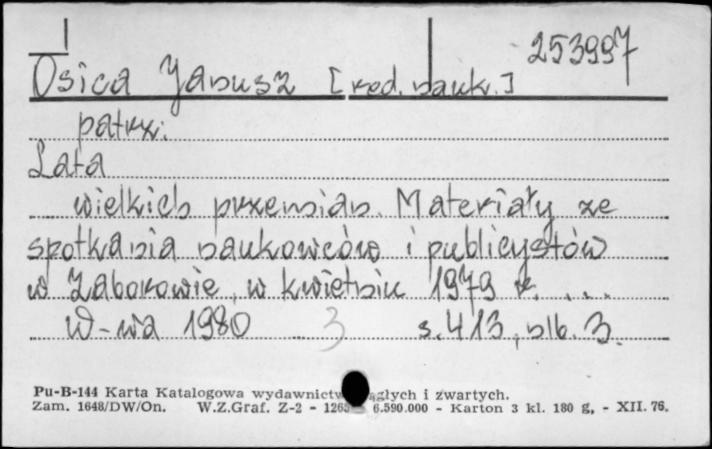 253997
Osica Janusz [red. nauk.]
patrz:
Lata
wielkich przemian. Materiały ze
spotkania naukowców i publicystów
w Zaborowie, w kwietniu 1979 r. ...
W-wa 1980 3 s. 413, nlb. 3.
Pu-B-144 Karta Katalogowa wydawnictw ągłych i zwartych.
Zam. 1648/DW/On. W.Z.Graf. Z-2 - 1265 6.590.000 - Karton 3 kl. 180 g, - XII. 76.